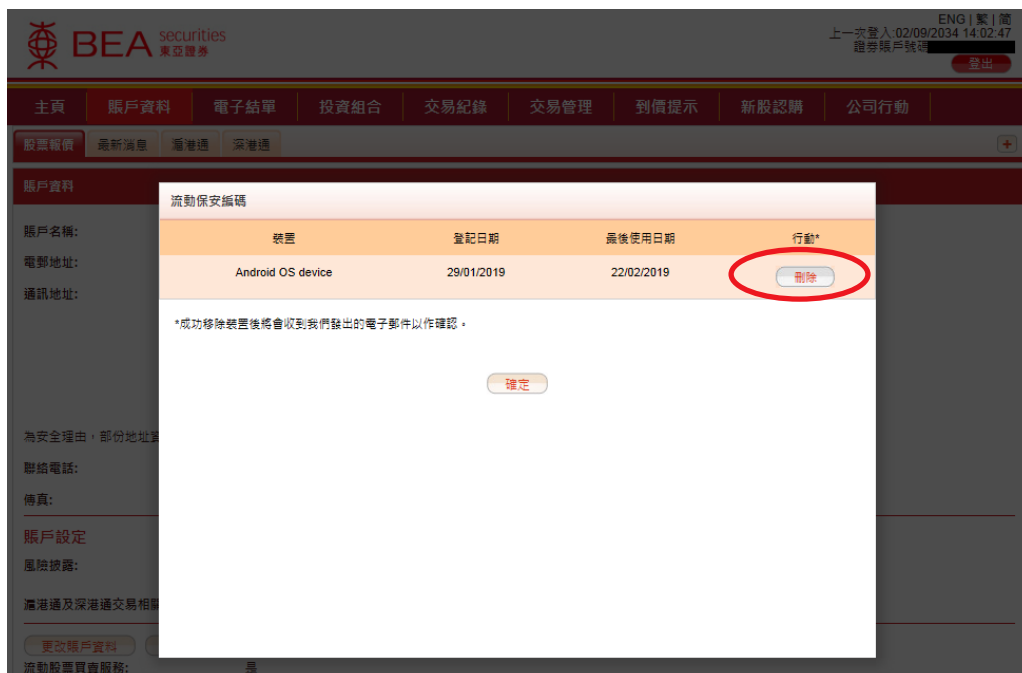 ENG | 繁 | 简
BEA securities
東亞證券
上一次登入:02/09/2034 14:02:47
證券賬戶號碼
登出
主頁 賬戶資料 電子結單 投資組合 交易紀錄 交易管理 到價提示 新股認購 公司行動
股票報價 最新消息 滬港通 深港通
賬戶資料
流動保安編碼
賬戶名稱:
裝置 登記日期 最後使用日期 行動*
電郵地址:
Android OS device 29/01/2019 22/02/2019 刪除
通訊地址:
*成功移除裝置後將會收到我們發出的電子郵件以作確認。
確定
為安全理由，部份地址
聯絡電話:
傳真:
賬戶設定
風險披露:
滬港通及深港通交易相
更改賬戶資料
流動股票買賣服務: 是